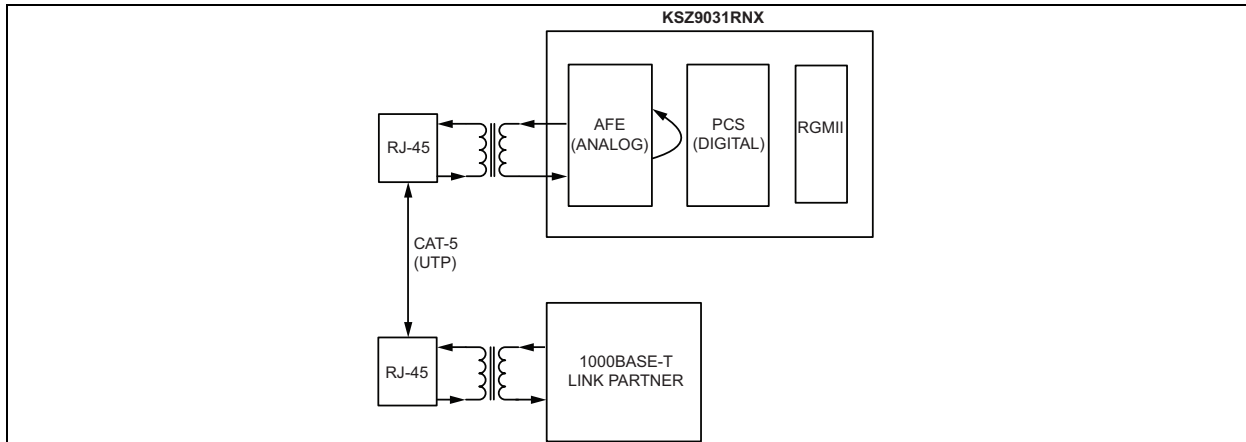 KSZ9031RNX
RJ-45
AFE
(ANALOG)
PCS
(DIGITAL)
RGMII
CAT-5
(UTP)
RJ-45
1000BASE-T
LINK PARTNER